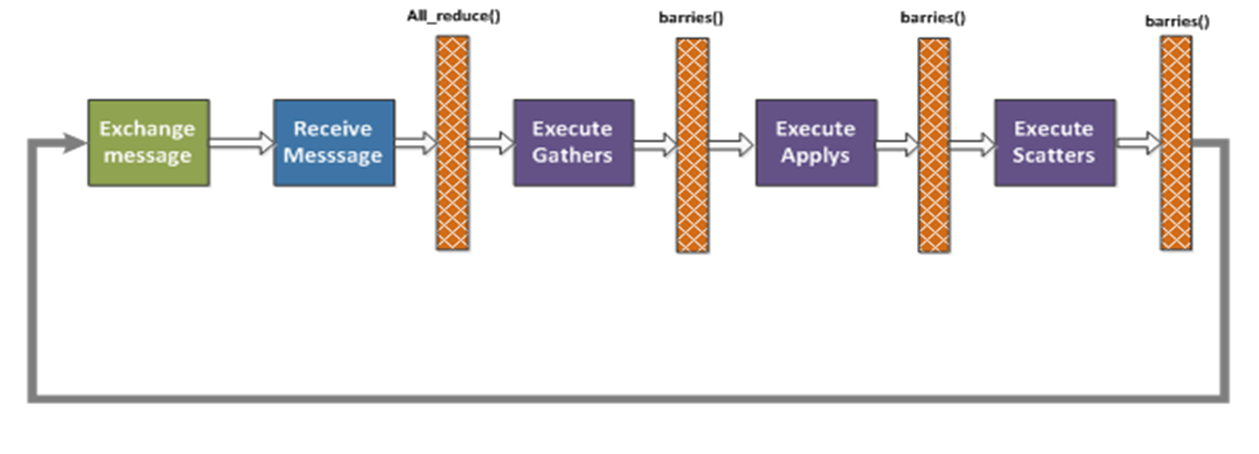 All_reduce()
barries()
barries()
barries()
Exchange
message
Receive
Messsage
Execute
Gathers
Execute
Applys
Execute
Scatters